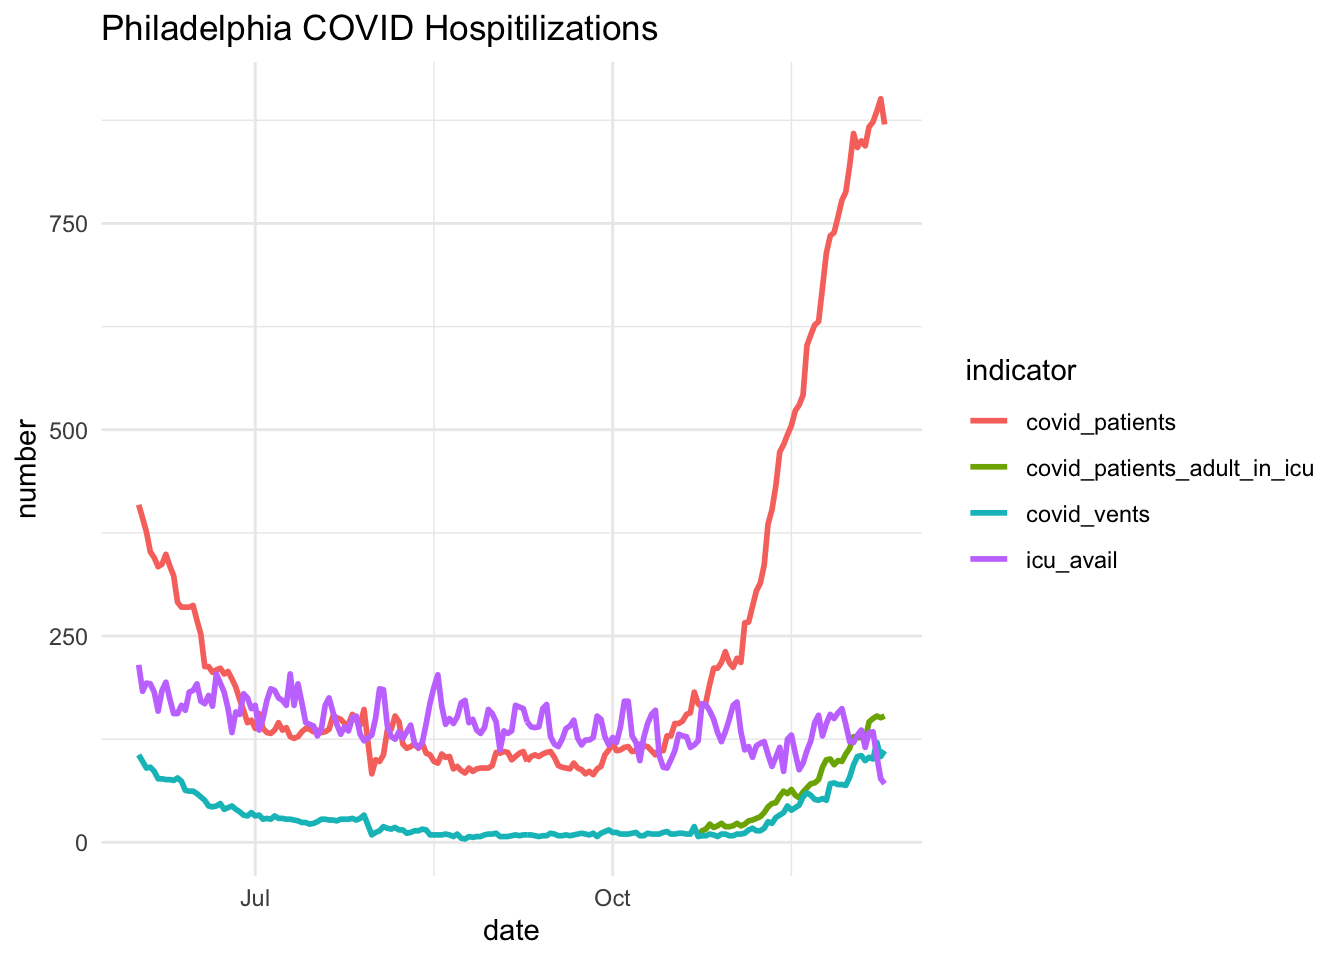 Philadelphia COVID Hospitilizations
750
500
250
0
number
Jul
Oct
date
indicator
covid_patients
covid_patients_adult_in_icu
covid_vents
icu_avail